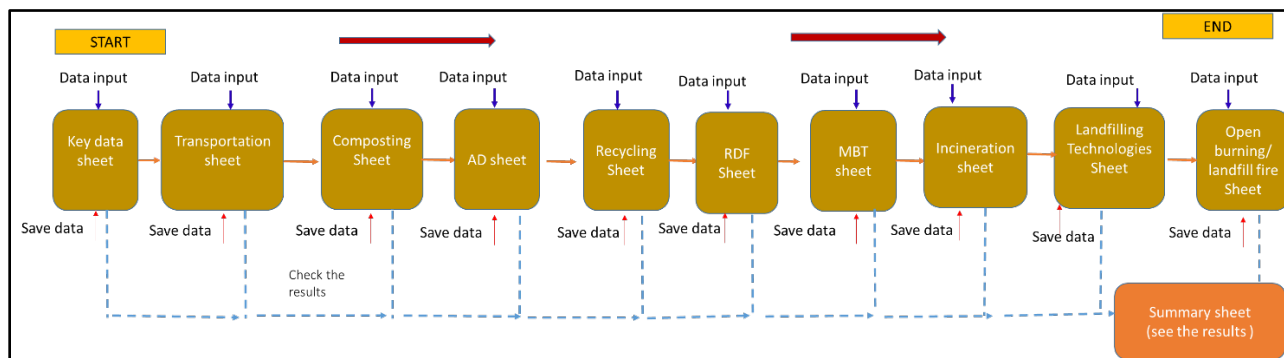 START
END
Data input
Data input
Data input
Data input
Data input
Data input
Data input
Data input
Data input
Data input
Key data
sheet
Transportation
sheet
Composting
Sheet
AD sheet
Recycling
Sheet
RDF
Sheet
MBT
sheet
Incineration
sheet
Landfilling
Technologies
Sheet
Open
burning/
landfill fire
Sheet
Save data
Save data
Save data
Save data
Save data
Save data
Save data
Save data
Save data
Save data
Check the
results
Summary sheet
(see the results )